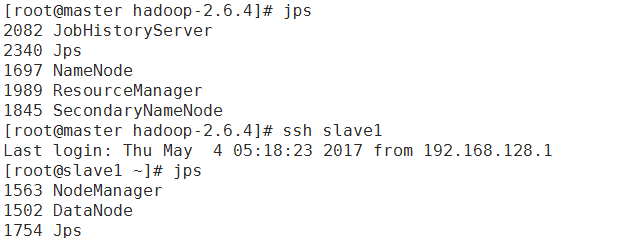 [root@master hadoop-2.6.4]# jps
2082 JobHistoryServer
2340 Jps
1697 NameNode
1989 ResourceManager
1845 SecondaryNameNode
[root@master hadoop-2.6.4]# ssh slave1
Last login: Thu May  4 05:18:23 2017 from 192.168.128.1
[root@slave1 ~]# jps
1563 NodeManager
1502 DataNode
1754 Jps